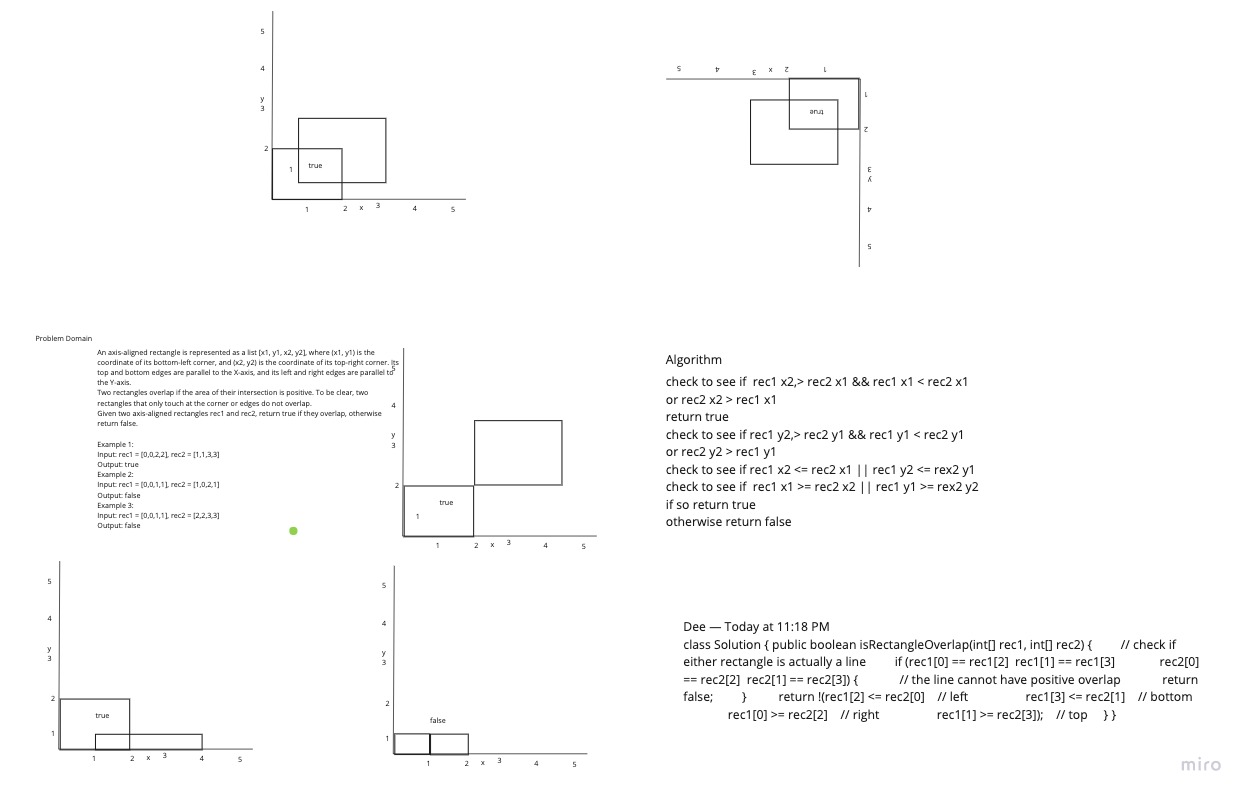 5
4
y
3
2
1
true
1
2
x
3
4
5
5
4
3
x
2
1
1
true
2
3
y
4
5
Problem Domain
An axis-aligned rectangle is represented as a list [x1, y1, x2, y2], where (x1, y1) is the
coordinate of its bottom-left corner, and (x2, y2) is the coordinate of its top-right corner. Its
top and bottom edges are parallel to the X-axis, and its left and right edges are parallel to
the Y-axis.
Two rectangles overlap if the area of their intersection is positive. To be clear, two
rectangles that only touch at the corner or edges do not overlap.
Given two axis-aligned rectangles rec1 and rec2, return true if they overlap, otherwise
return false.
Example 1:
Input: rec1 = [0,0,2,2], rec2 = [1,1,3,3]
Output: true
Example 2:
Input: rec1 = [0,0,1,1], rec2 = [1,0,2,1]
Output: false
Example 3:
Input: rec1 = [0,0,1,1], rec2 = [2,2,3,3]
Output: false
5
4
y
3
2
true
1
1
2
x
3
4
5
Algorithm
check to see if rec1 x2,> rec2 x1 && rec1 x1 < rec2 x1
or rec2 x2 > rec1 x1
return true
check to see if rec1 y2,> rec2 y1 && rec1 y1 < rec2 y1
or rec2 y2 > rec1 y1
check to see if rec1 x2 <= rec2 x1 || rec1 y2 <= rex2 y1
check to see if rec1 x1 >= rec2 x2 || rec1 y1 >= rex2 y2
if so return true
otherwise return false
5
4
y
3
2
true
1
1
2
x
3
4
5
5
4
y
3
2
false
1
1
2
x
3
4
5
Dee — Today at 11:18 PM
class Solution { public boolean isRectangleOverlap(int[] rec1, int[] rec2) { // check if
either rectangle is actually a line if (rec1[0] == rec1[2] rec1[1] == rec1[3] rec2[0]
== rec2[2] rec2[1] == rec2[3]) { // the line cannot have positive overlap return
false; } return !(rec1[2] <= rec2[0] // left rec1[3] <= rec2[1] // bottom
rec1[0] >= rec2[2] // right rec1[1] >= rec2[3]); // top } }
miro